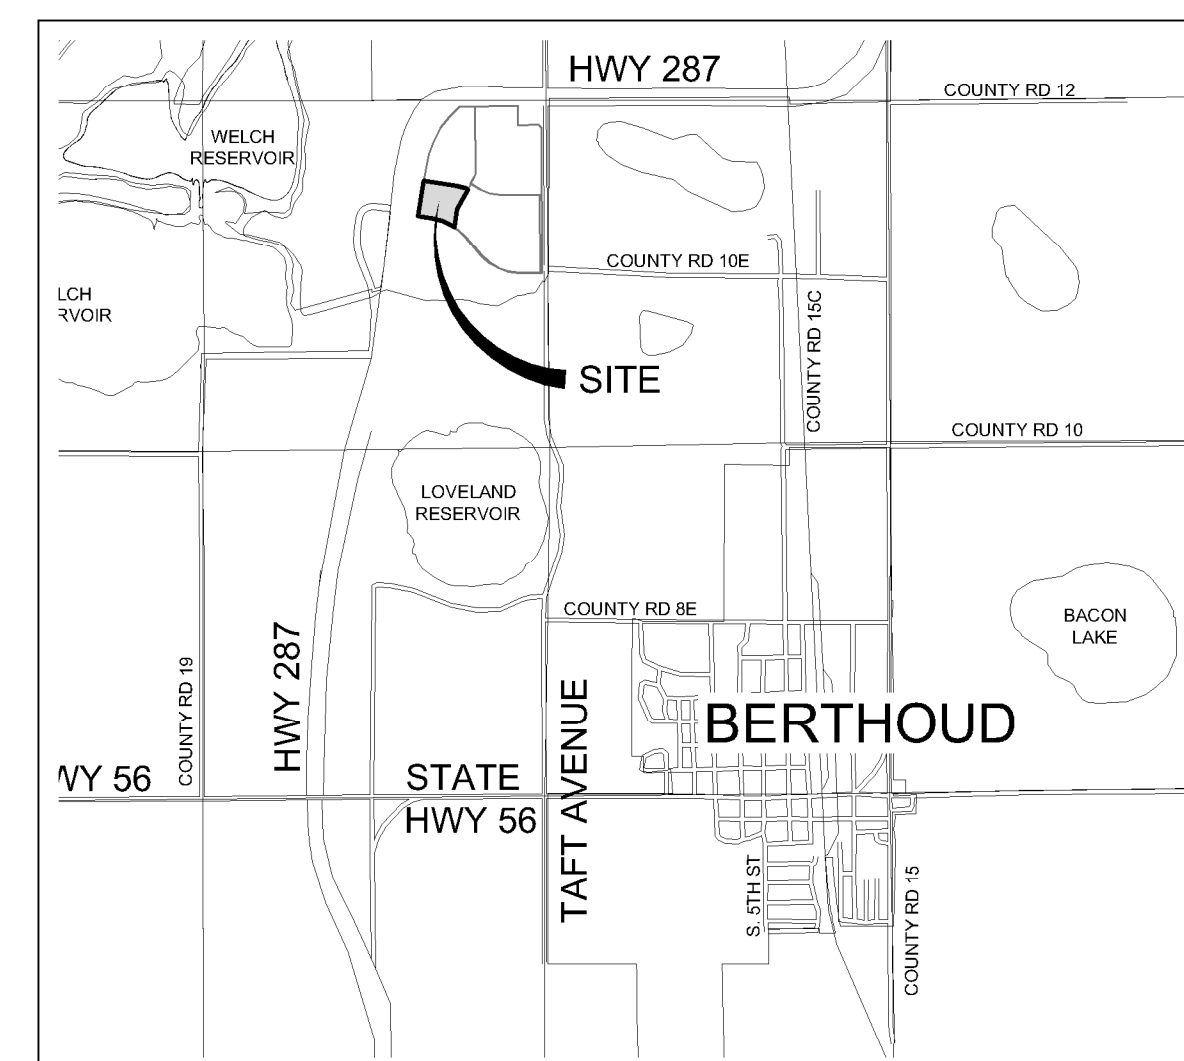 HWY 287
COUNTY RD 12
WELCH
RESERVOIR
COUNTY RD 10E
LCH
RVOIR
COUNTY RD 15C
SITE
COUNTY RD 10
LOVELAND
RESERVOIR
COUNTY RD 8E
BACON
LAKE
HWY 287
COUNTY RD 19
TAFT AVENUE
BERTHOUD
WY 56
STATE
HWY 56
S. 5TH ST
COUNTY RD 15